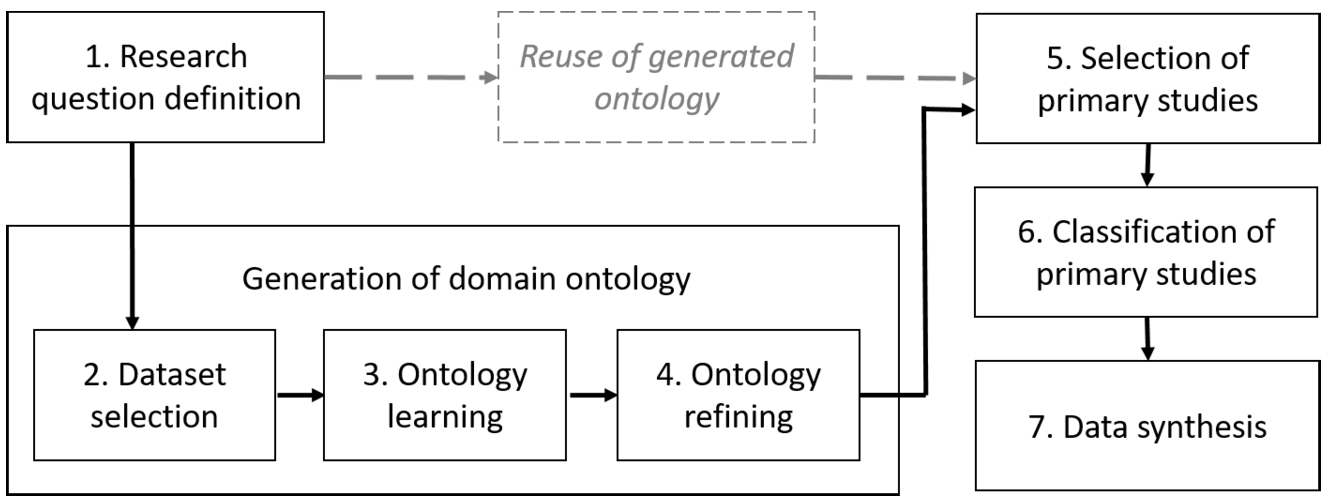 1. Research
question definition
Reuse of generated
ontology
5. Selection of
primary studies
6. Classification of
primary studies
Generation of domain ontology
2. Dataset
selection
3. Ontology
learning
4. Ontology
refining
7. Data synthesis